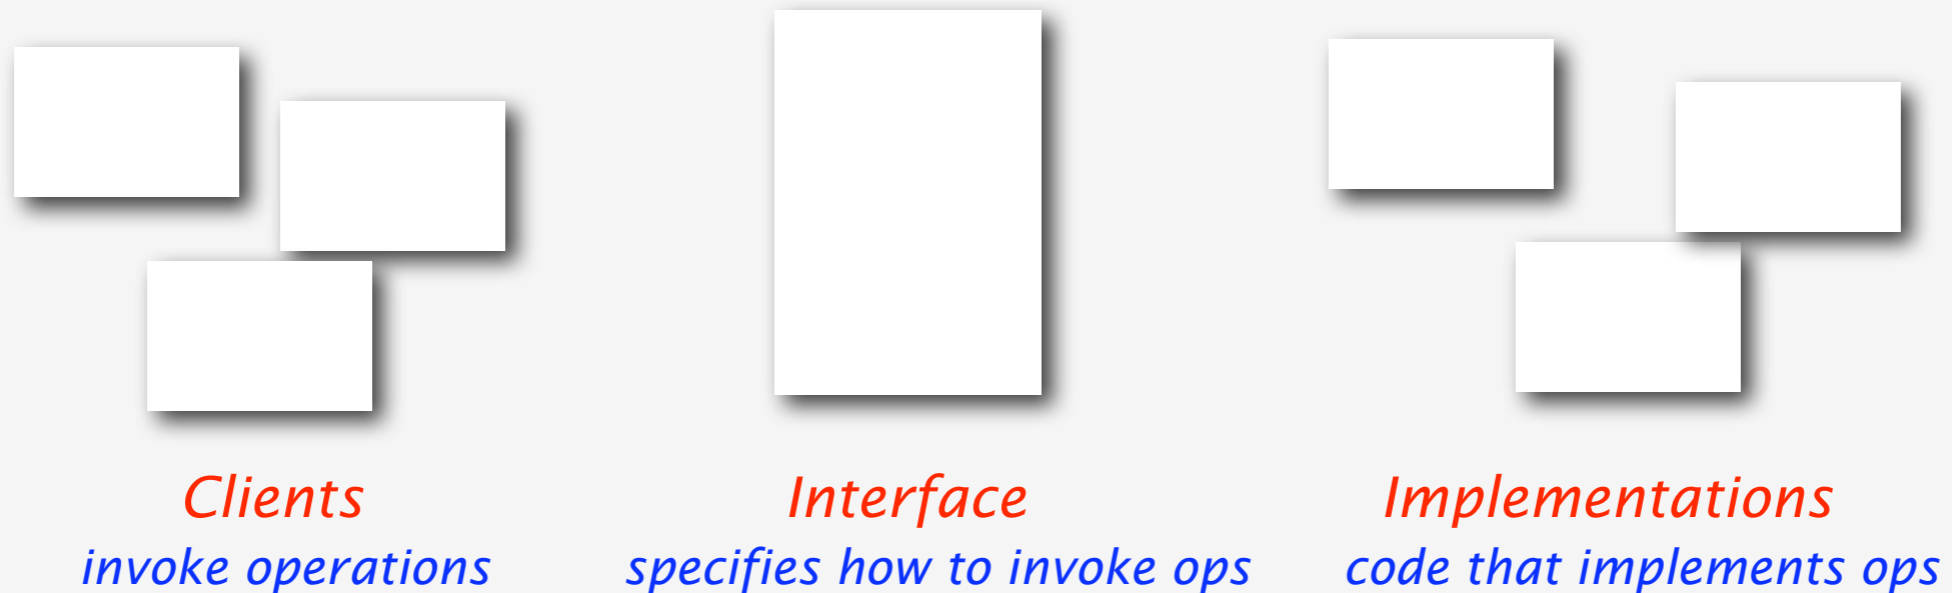 Clients
invoke operations
Interface
specifies how to invoke ops
Implementations
code that implements ops